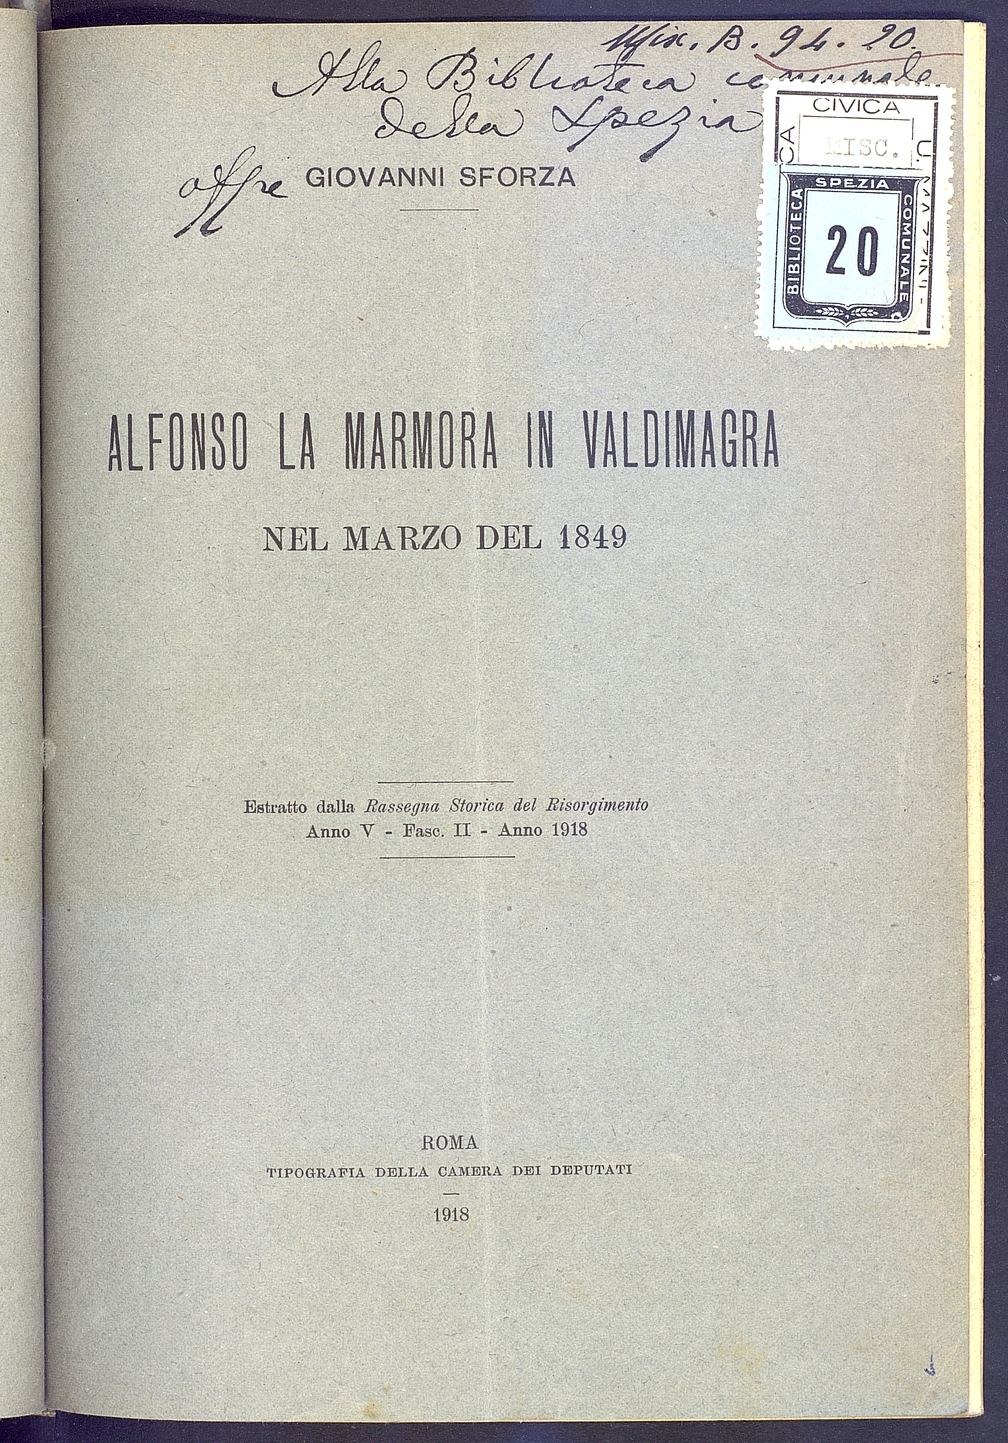 Misc. B. 94. 20.
Alla Biblioteca comunale
della Spezia
offre GIOVANNI SFORZA
CIVICA
CA
MISC.
U. MAZZINI -
SPEZIA
BIBLIOTECA
COMUNALE
20
ALFONSO LA MARMORA IN VALDIMAGRA
NEL MARZO DEL 1849
Estratto dalla Rassegna Storica del Risorgimento
Anno V - Fasc. II - Anno 1918
ROMA
TIPOGRAFIA DELLA CAMERA DEI DEPUTATI
1918